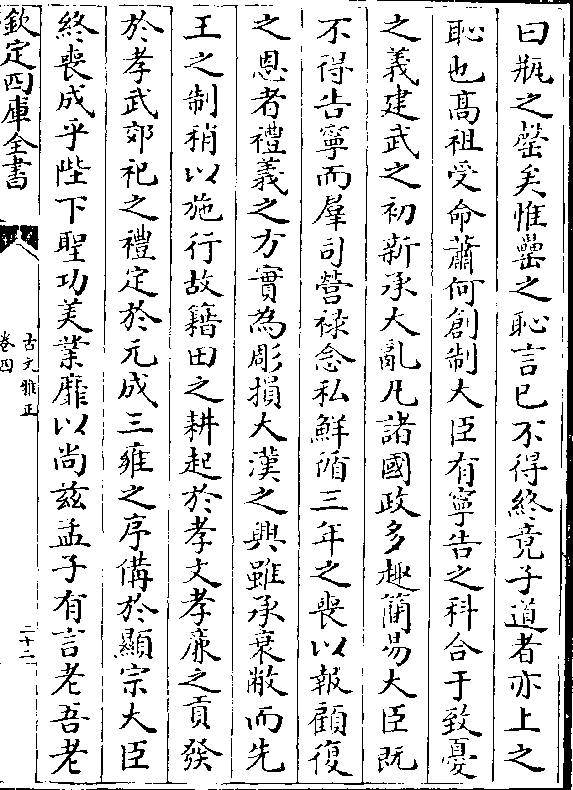 曰瓶之罄矣惟罍之恥言已不得終竟子道者亦上之
恥也髙祖受命蕭何創制大臣有寧告之科合于致憂
之義建武之初新承大亂凡諸國政多趣簡易大臣既
不得告寧而羣司營祿念私鮮循三年之喪以報顧復
之恩者禮義之方實為彫損大漢之興雖承衰敝而先
王之制稍以施行故籍田之耕起於孝文孝廉之貢發
於孝武郊祀之禮定於元成三雍之序備於顯宗大臣
終喪成乎陛下聖功美業靡以尚兹孟子有言老吾老
欽定四庫全書
古文雅正
卷四
二十二